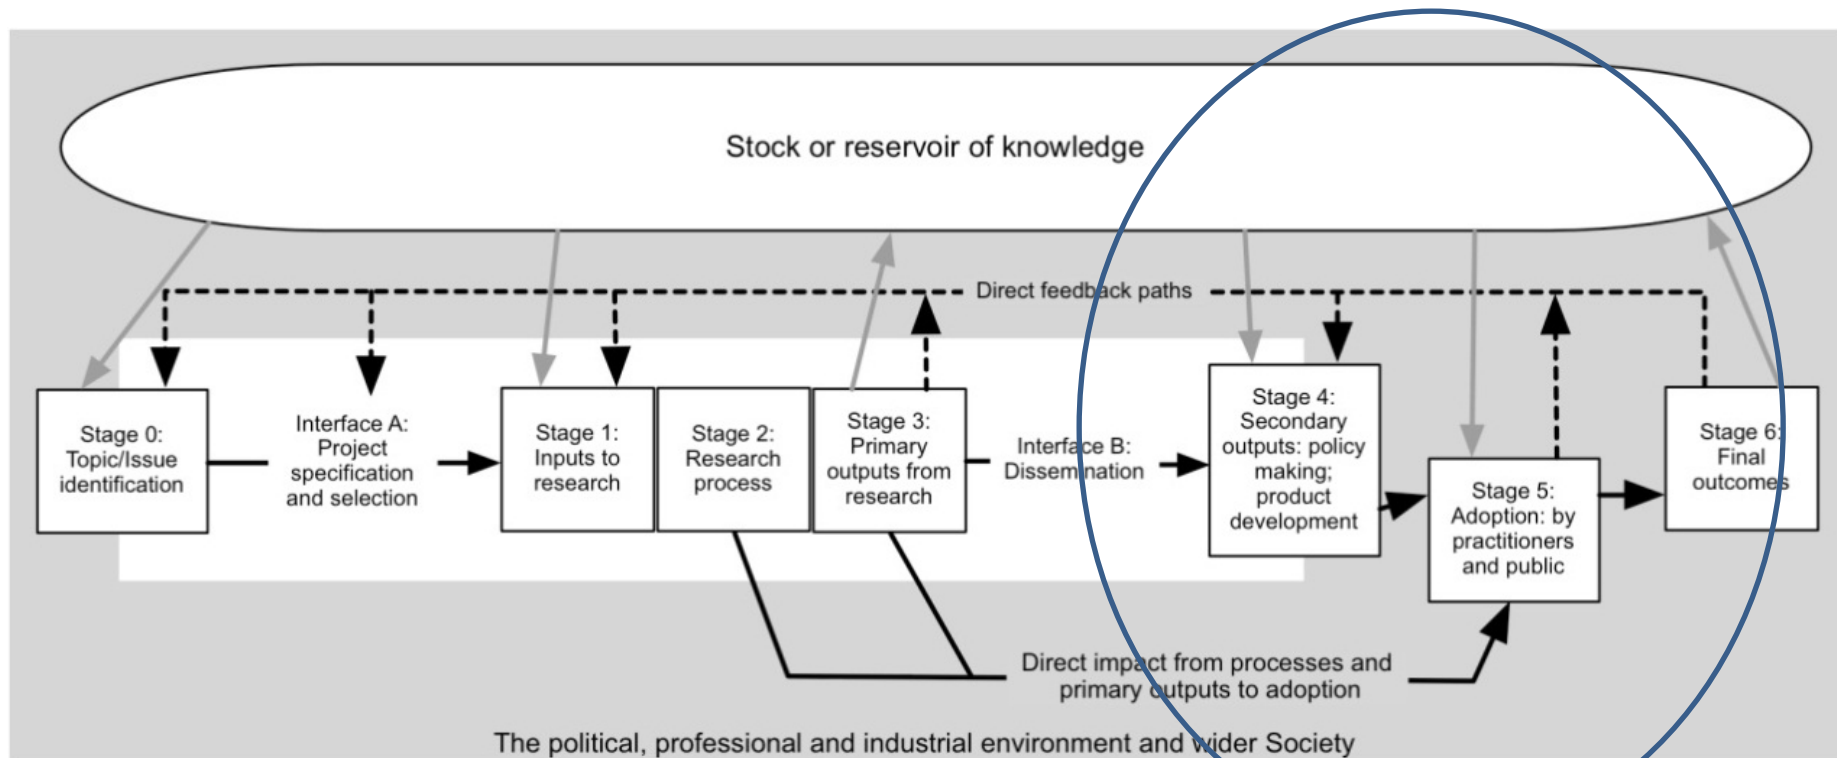 Stock or reservoir of knowledge
Direct feedback paths
Stage 0:
Topic/Issue
identification
Interface A:
Project
specification
and selection
Stage 1:
Inputs to
research
Stage 2:
Research
process
Stage 3:
Primary
outputs from
research
Interface B:
Dissemination
Stage 4:
Secondary
outputs: policy
making;
product
development
Stage 5:
Adoption: by
practitioners
and public
Stage 6:
Final
outcomes
Direct impact from processes and
primary outputs to adoption
The political, professional and industrial environment and wider Society